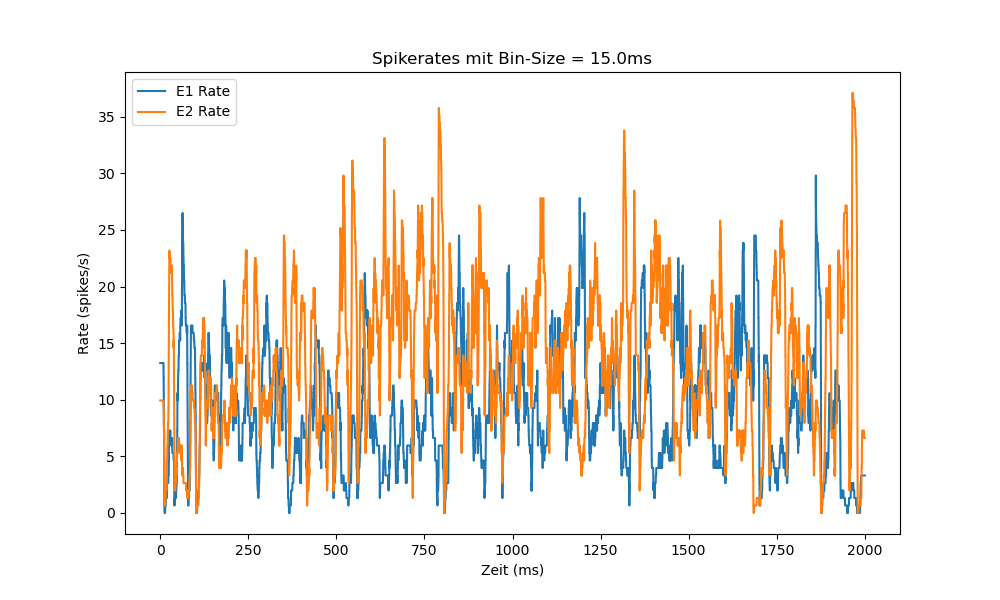 Spikerates mit Bin-Size = 15.0ms
E1 Rate
E2 Rate
35
30
25
20
15
10
5
0
Rate (spikes/s)
0 250 500 750 1000 1250 1500 1750 2000
Zeit (ms)